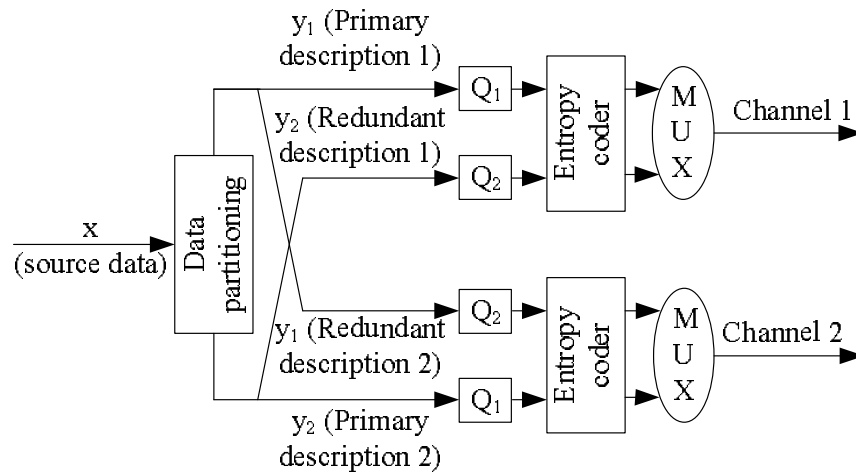 y1 (Primary
description 1)
Q1
y2 (Redundant
description 1)
Q2
Entropy
coder
M
U
X
Channel 1
x
(source data)
Data
partitioning
Q2
y1 (Redundant
description 2)
Q1
y2 (Primary
description 2)
Entropy
coder
M
U
X
Channel 2